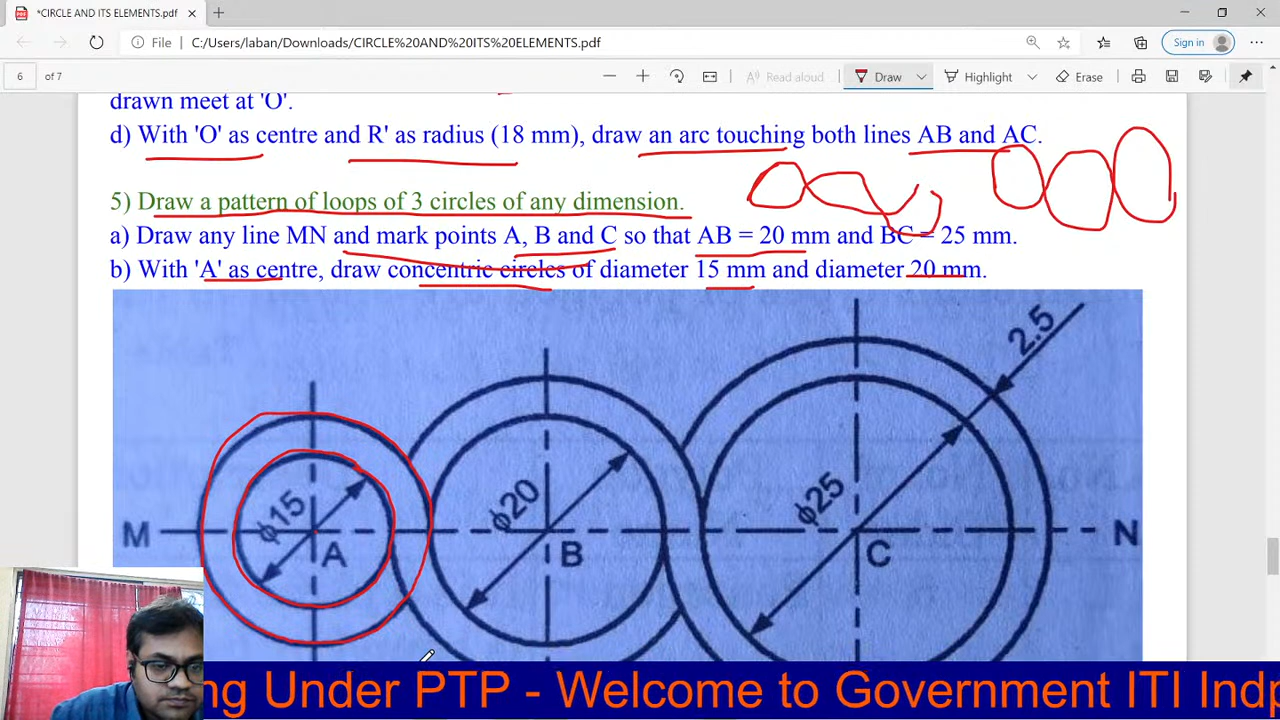 *CIRCLE AND ITS ELEMENTS.pdf
File C:/Users/laban/Downloads/CIRCLE%20AND%20ITS%20ELEMENTS.pdf Sign in
6 of 7 Read aloud Draw Highlight Erase
drawn meet at 'O'.
d) With 'O' as centre and R' as radius (18 mm), draw an arc touching both lines AB and AC.
5) Draw a pattern of loops of 3 circles of any dimension.
a) Draw any line MN and mark points A, B and C so that AB = 20 mm and BC = 25 mm.
b) With 'A' as centre, draw concentric circles of diameter 15 mm and diameter 20 mm.
2.5
ϕ15 ϕ20 ϕ25
M A B C N
ng Under PTP - Welcome to Government ITI Indp